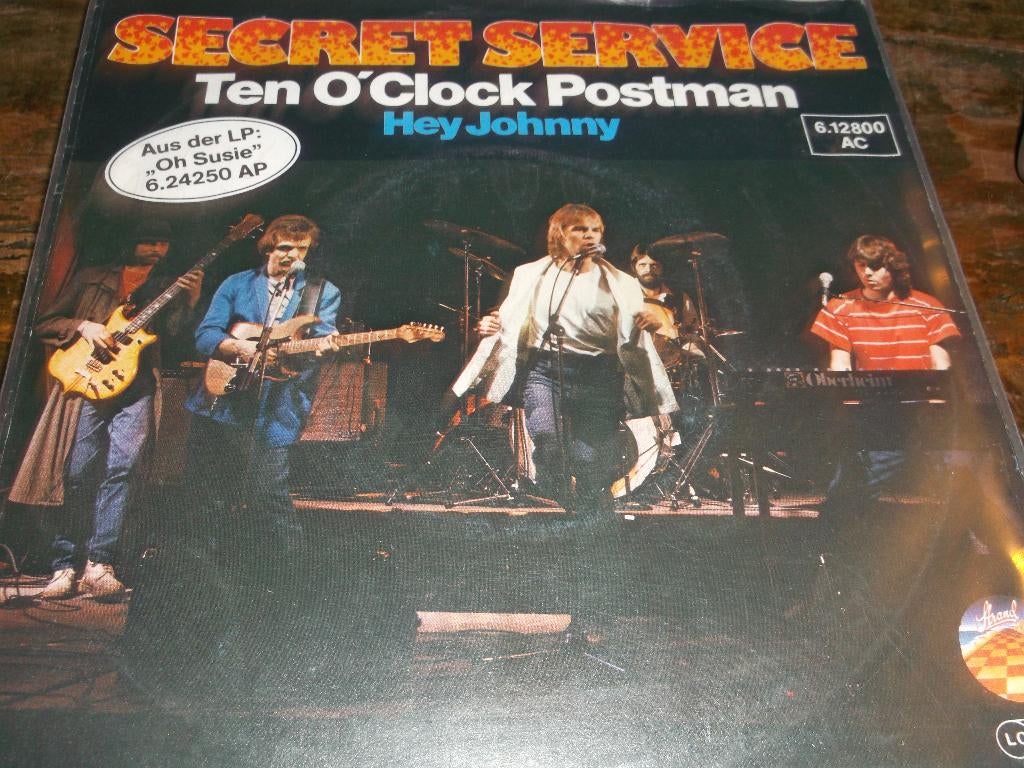 SECRET SERVICE
Ten O'Clock Postman
Hey Johnny
Aus der LP:
„Oh Susie”
6.24250 AP
6.12800
AC
Oberheim
Strand
LC